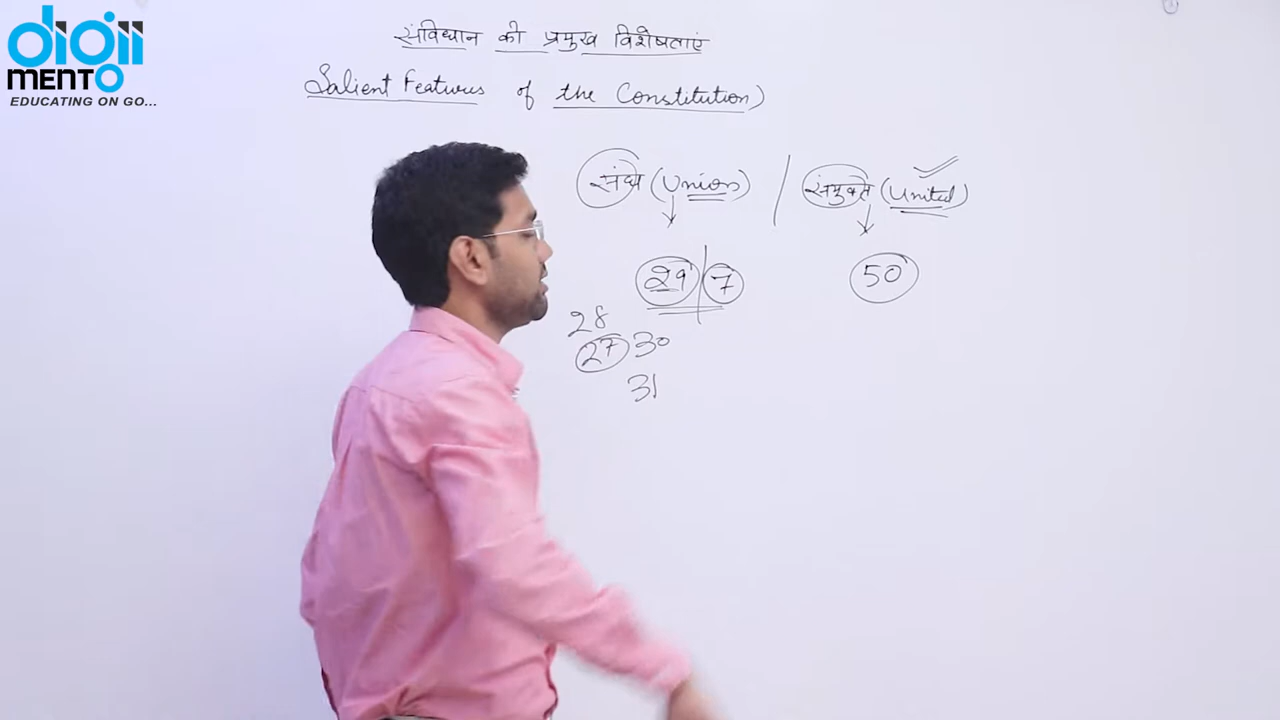 digii
MENTO
EDUCATING ON GO...
संविधान की प्रमुख विशेषताएं
Salient Features of the Constitution)
संघ (Union) / संयुक्त (United)
29 7 50
28
27 30
31